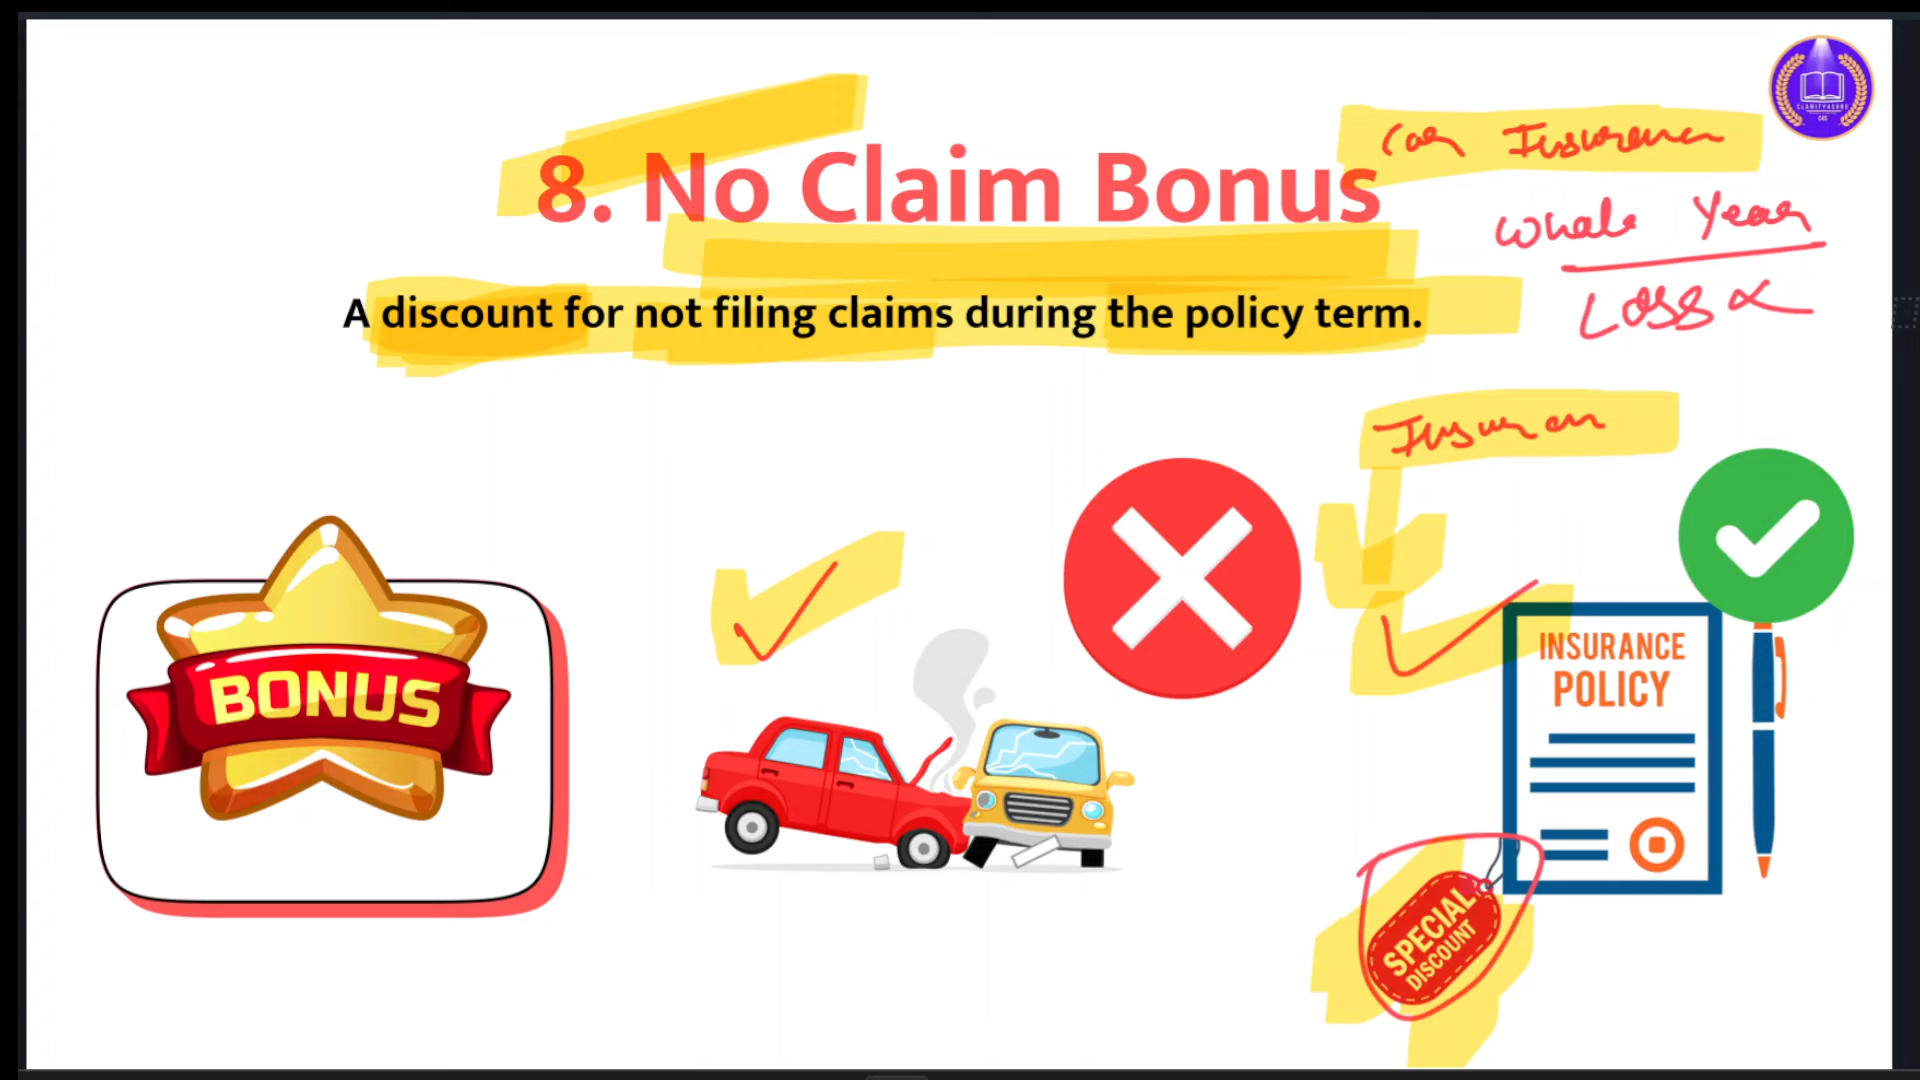 8. No Claim Bonus
Car Insurance
Whole Year
A discount for not filing claims during the policy term.
Loss
BONUS
INSURANCE
POLICY
SPECIAL
DISCOUNT